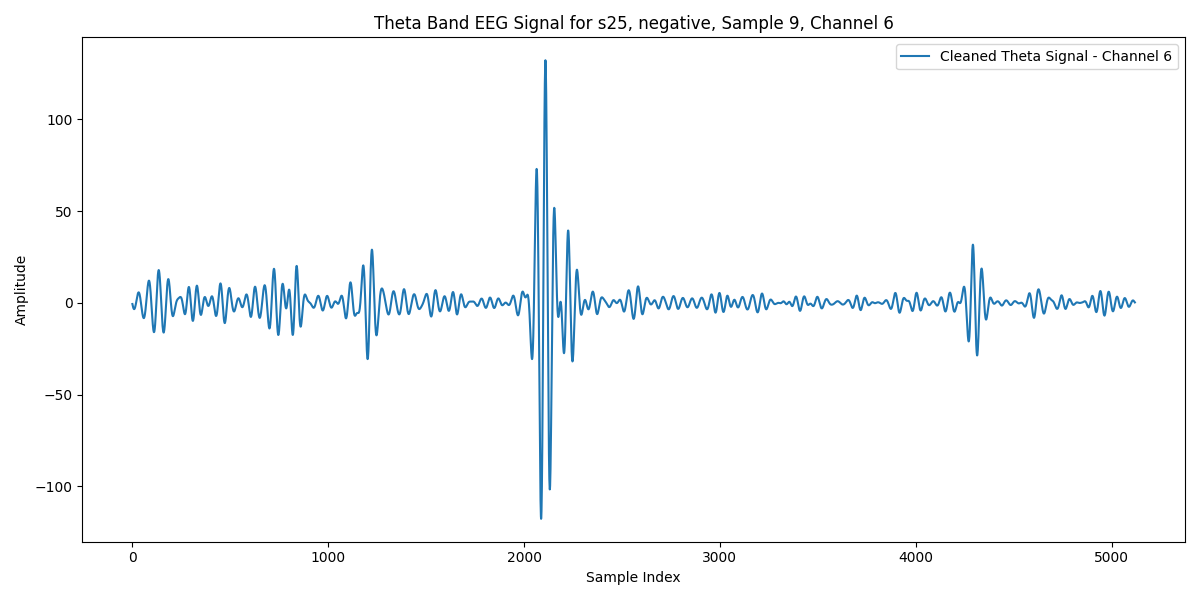 Theta Band EEG Signal for s25, negative, Sample 9, Channel 6
Cleaned Theta Signal - Channel 6
Amplitude
100
50
0
−50
−100
0 1000 2000 3000 4000 5000
Sample Index